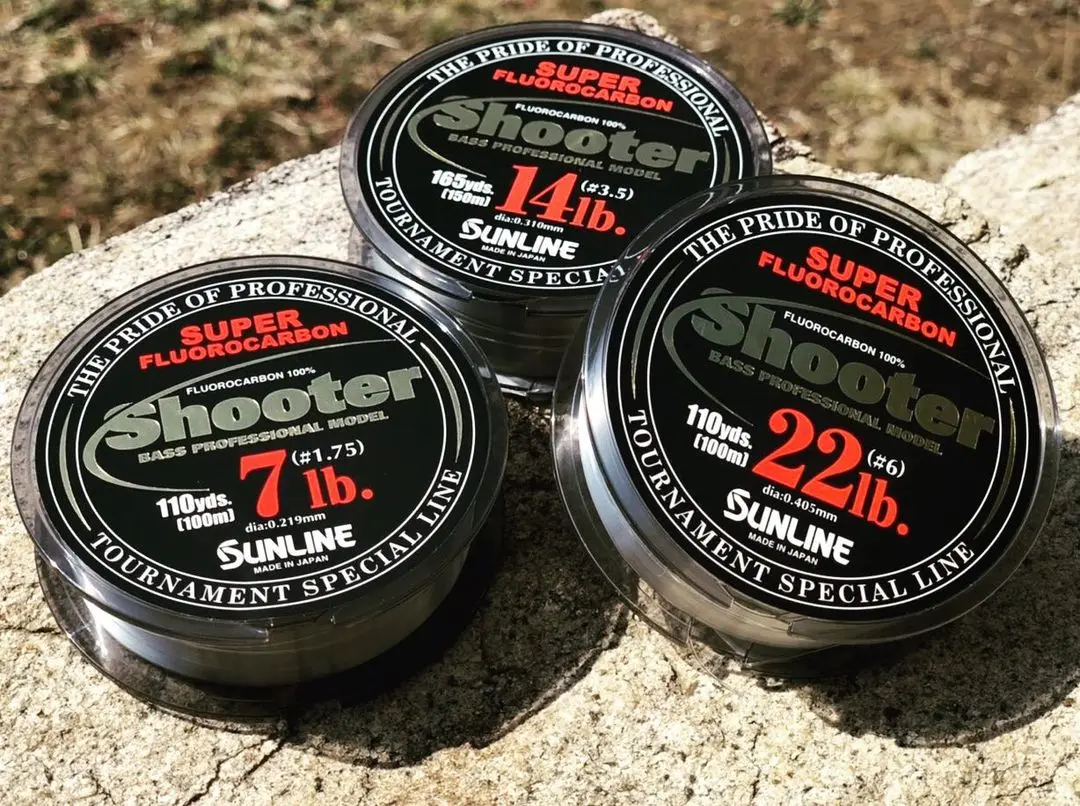 THE PRIDE OF PROFESSIONAL
SUPER
FLUOROCARBON
FLUOROCARBON 100%
Shooter
BASS PROFESSIONAL MODEL
165yds.
(150m)
14lb.
(#3.5)
dia:0.310mm
SUNLINE
MADE IN JAPAN
TOURNAMENT SPECIAL
THE PRIDE OF PROFESSIONAL
SUPER
FLUOROCARBON
FLUOROCARBON 100%
Shooter
BASS PROFESSIONAL MODEL
110yds.
(100m)
7lb.
(#1.75)
dia:0.219mm
SUNLINE
MADE IN JAPAN
TOURNAMENT SPECIAL LINE
THE PRIDE OF PROFESSIONAL
SUPER
FLUOROCARBON
FLUOROCARBON 100%
Shooter
BASS PROFESSIONAL MODEL
110yds.
(100m)
22lb.
(#6)
dia:0.405mm
SUNLINE
MADE IN JAPAN
TOURNAMENT SPECIAL LINE